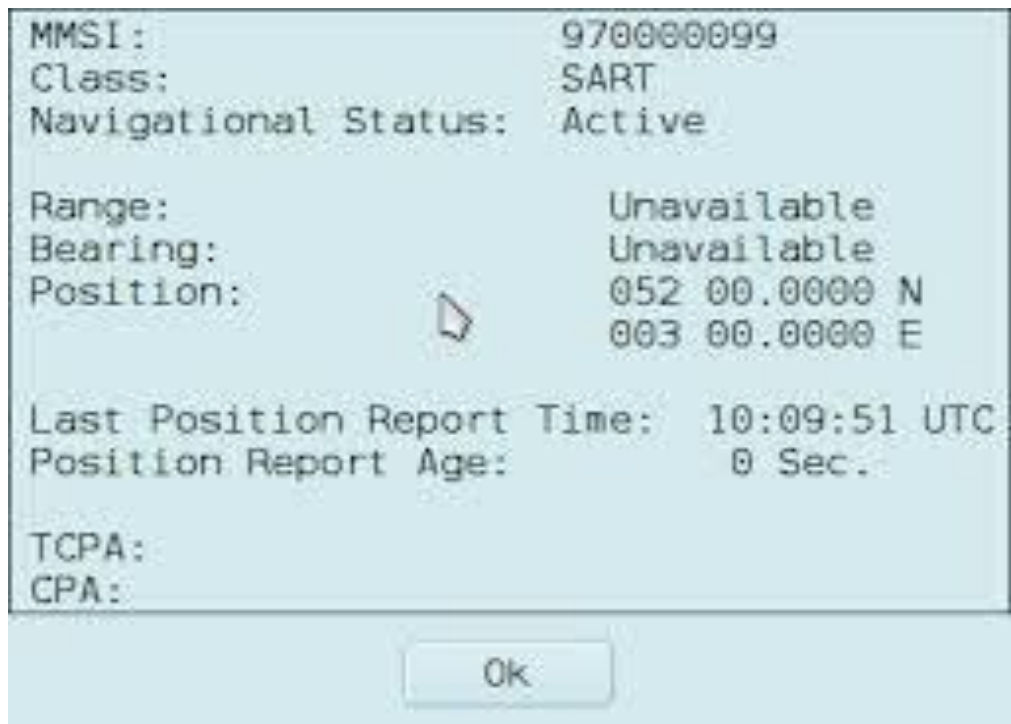 MMSI: 970000099
Class: SART
Navigational Status: Active
Range: Unavailable
Bearing: Unavailable
Position: 052 00.0000 N
003 00.0000 E
Last Position Report Time: 10:09:51 UTC
Position Report Age: 0 Sec.
TCPA:
CPA:
Ok